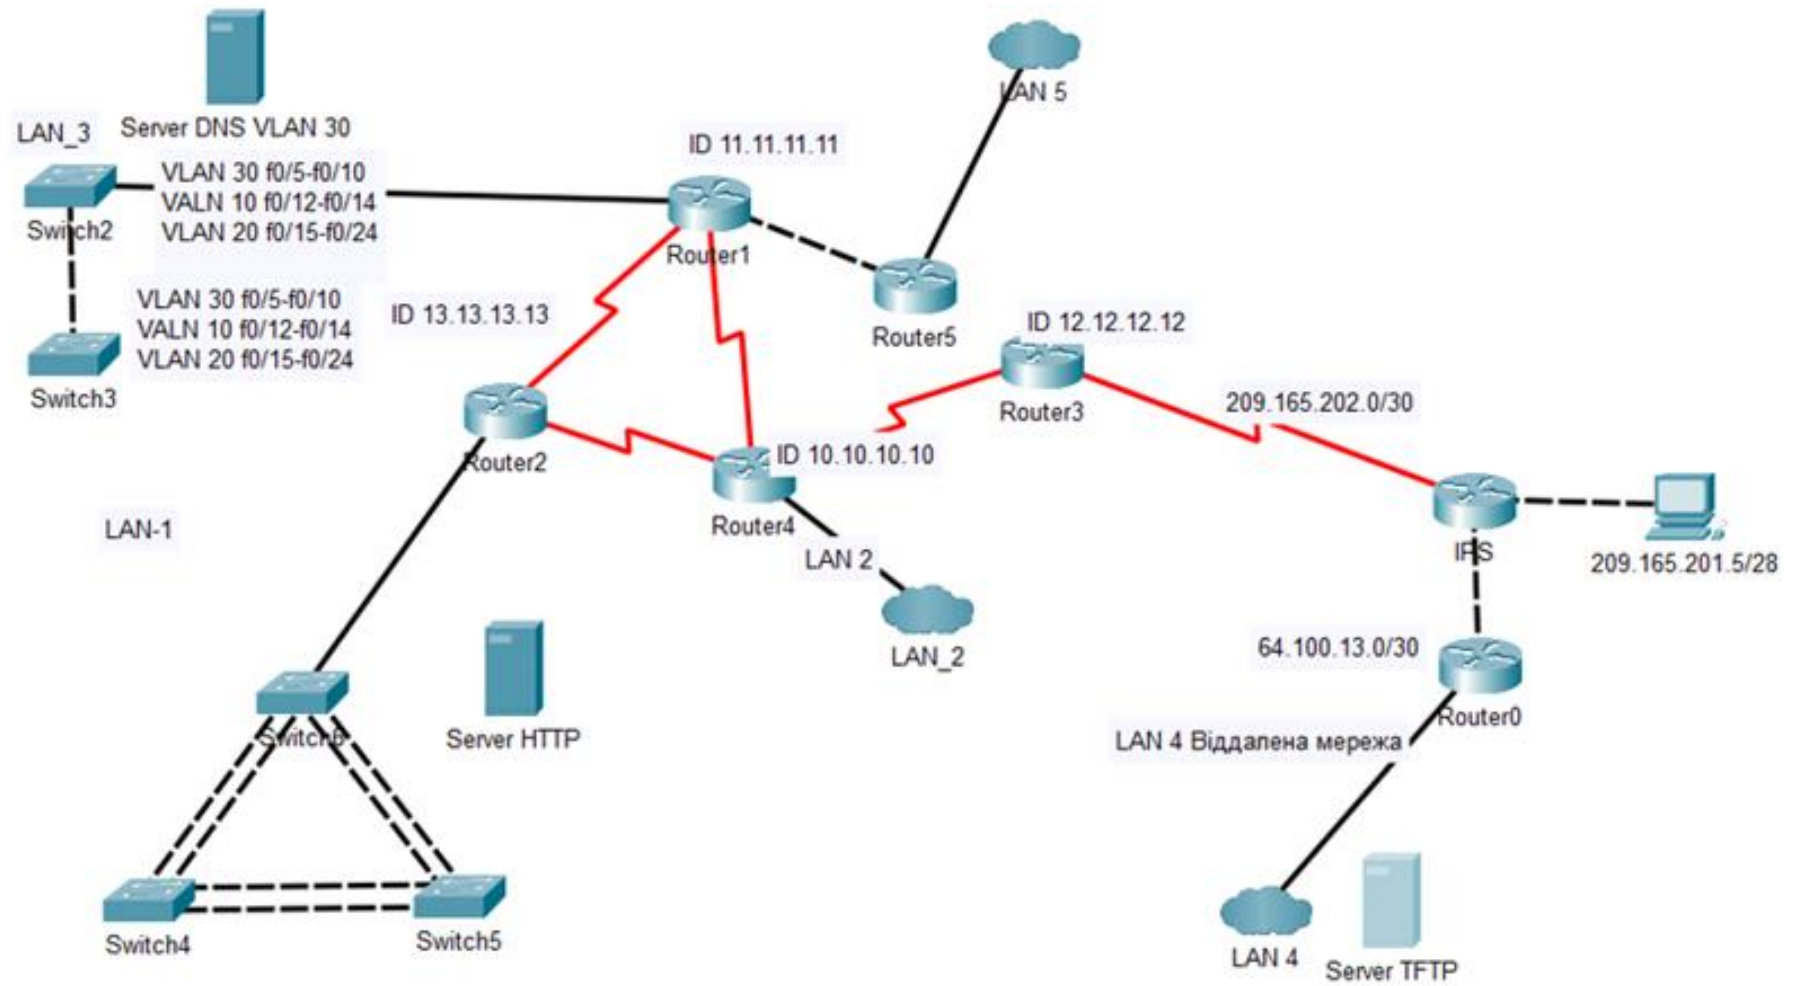 LAN 5
Server DNS VLAN 30
LAN_3
ID 11.11.11.11
VLAN 30 f0/5-f0/10
VALN 10 f0/12-f0/14
VLAN 20 f0/15-f0/24
Switch2
Router1
VLAN 30 f0/5-f0/10
VALN 10 f0/12-f0/14
VLAN 20 f0/15-f0/24
ID 13.13.13.13
Router5
ID 12.12.12.12
Switch3
Router3
209.165.202.0/30
Router2
ID 10.10.10.10
Router4
LAN-1
LAN 2
209.165.201.5/28
LAN_2
64.100.13.0/30
Router0
Switch6
Server HTTP
LAN 4 Віддалена мережа
Switch4
Switch5
LAN 4
Server TFTP